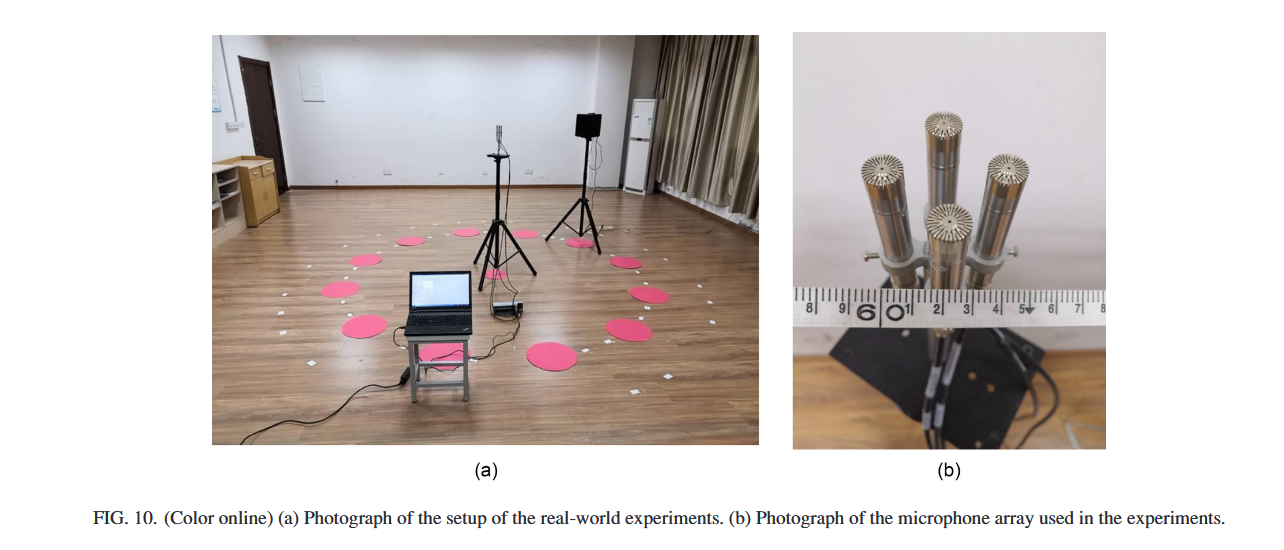 8 9 60 1 2 3 4 5 6 7 8
(a)
(b)
FIG. 10. (Color online) (a) Photograph of the setup of the real-world experiments. (b) Photograph of the microphone array used in the experiments.